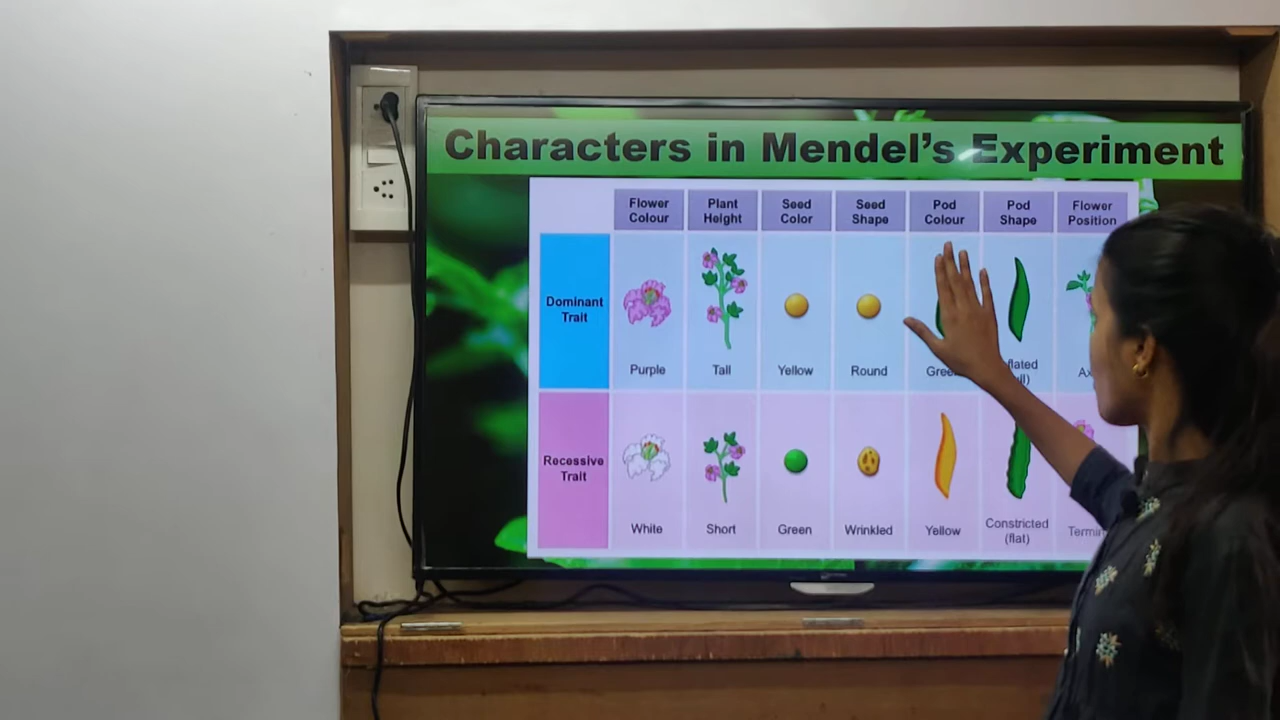 Characters in Mendel's Experiment
Flower Colour
Plant Height
Seed Color
Seed Shape
Pod Colour
Pod Shape
Flower Position
Dominant Trait
Purple
Tall
Yellow
Round
Recessive Trait
White
Short
Green
Wrinkled
Yellow
Constricted (flat)